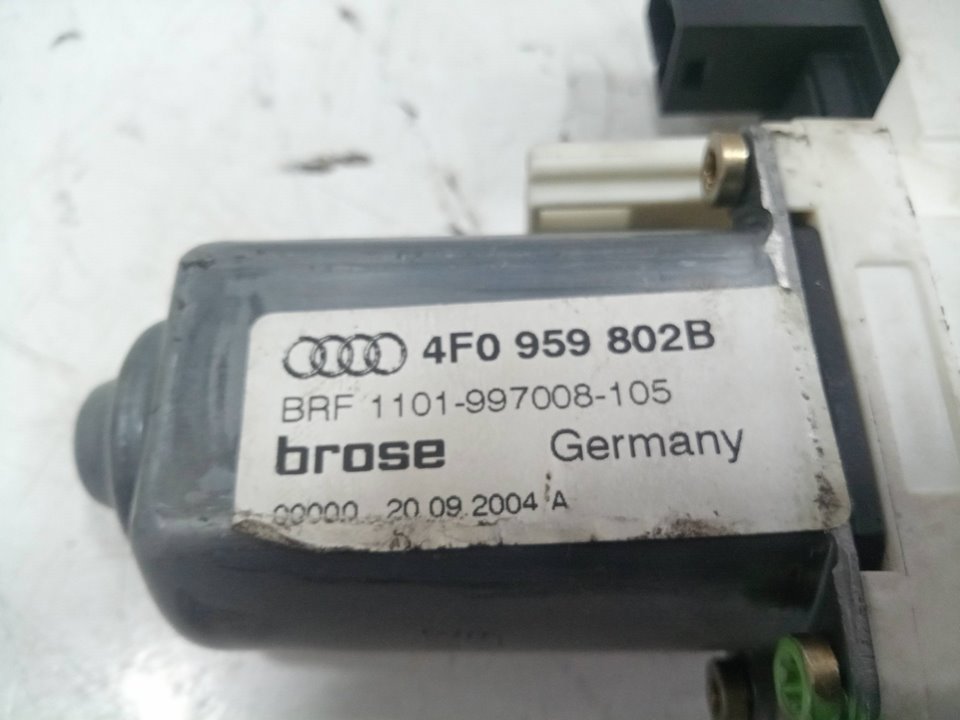 4F0 959 802B
BRF 1101-997008-105
brose Germany
00000 20.09.2004 A